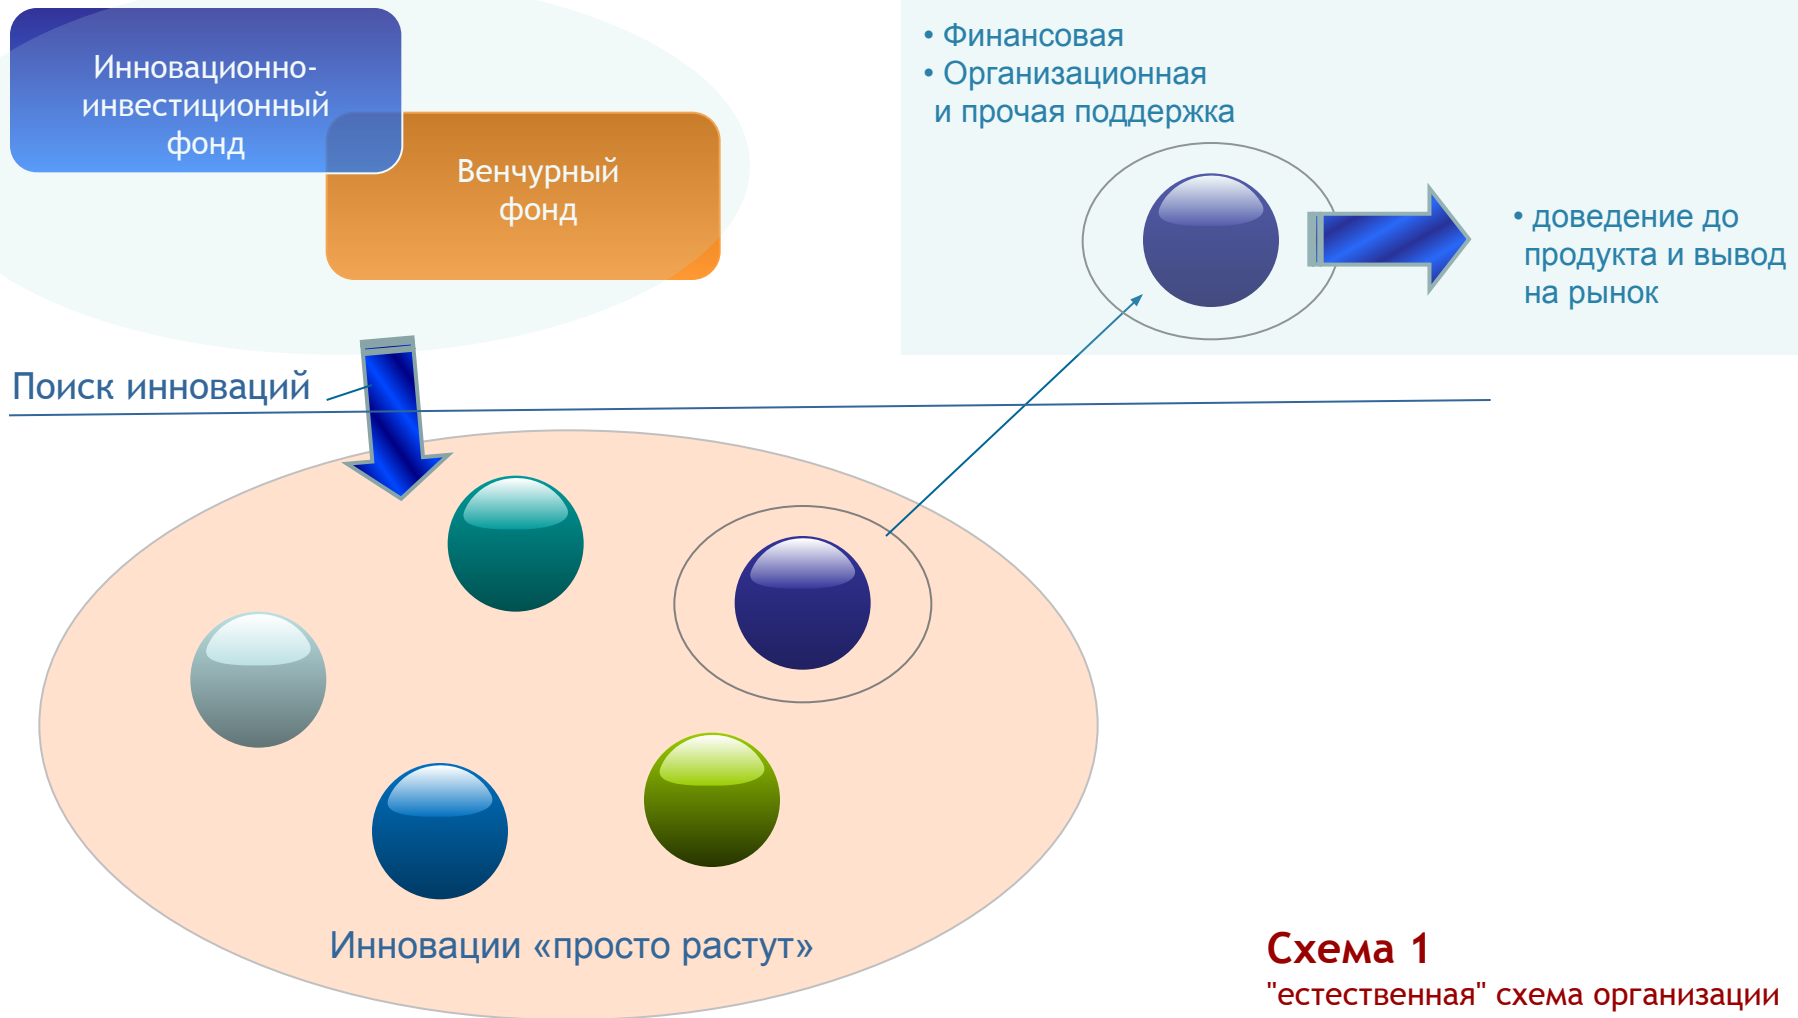 Инновационно-
инвестиционный
фонд
Венчурный
фонд
• Финансовая
• Организационная
и прочая поддержка
• доведение до
продукта и вывод
на рынок
Поиск инноваций
Инновации «просто растут»
Схема 1
"естественная" схема организации